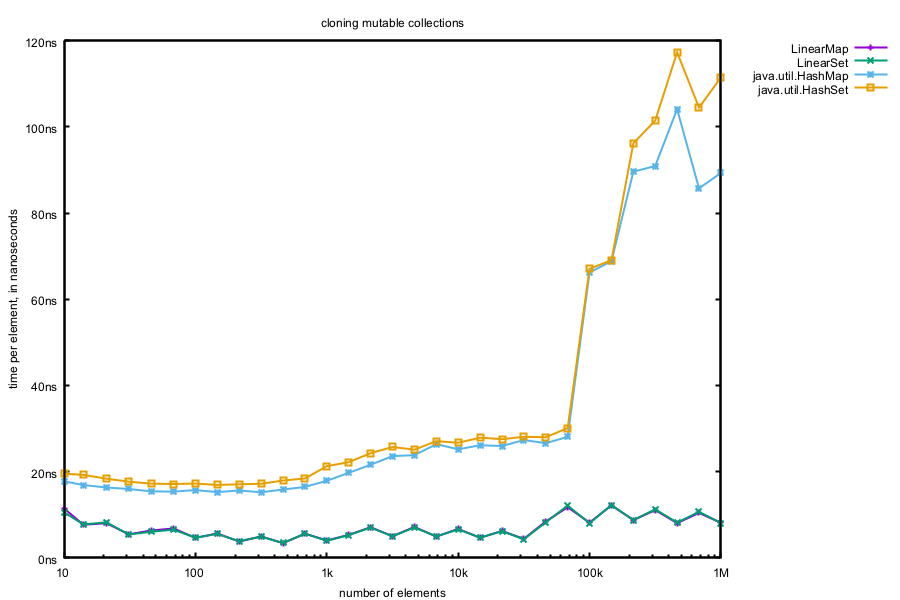 cloning mutable collections
120ns
100ns
80ns
60ns
40ns
20ns
0ns
time per element, in nanoseconds
10
100
1k
10k
100k
1M
number of elements
LinearMap
LinearSet
java.util.HashMap
java.util.HashSet